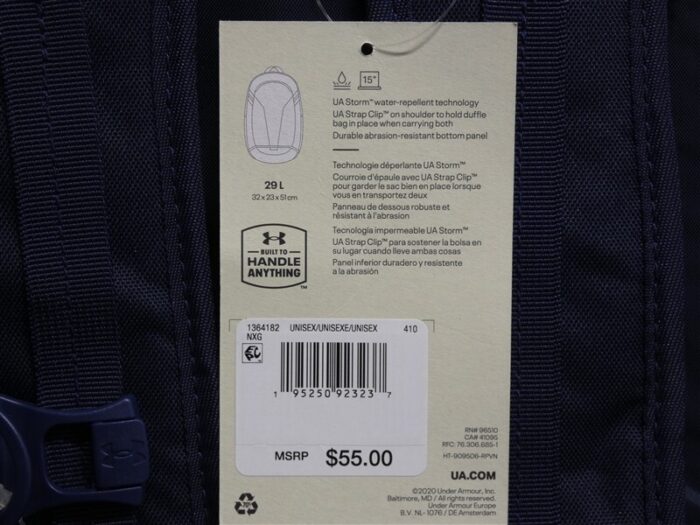 15"
UA Storm™ water-repellent technology
UA Strap Clip™ on shoulder to hold duffle
bag in place when carrying both
Durable abrasion-resistant bottom panel
29 L
32 x 23 x 51 cm
Technologie déperlante UA Storm™
Courroie d'épaule avec UA Strap Clip™
pour garder le sac bien en place lorsque
vous en transportez deux
Panneau de dessous robuste et
résistant à l'abrasion
Tecnología impermeable UA Storm™
UA Strap Clip™ para sostener la bolsa en
su lugar cuando lleve ambas cosas
Panel inferior duradero y resistente
a la abrasión
BUILT TO
HANDLE
ANYTHING™
1364182 UNISEX/UNISEXE/UNISEX 410
NXG
1 95250 92323 7
MSRP $55.00
RN# 96510
CA# 41095
RFC: 76.306.685-1
HT-909506-RPVN
UA.COM
©2020 Under Armour, Inc.
Baltimore, MD / All rights reserved.
Under Armour Europe
B.V. NL- 1076 / DE Amsterdam